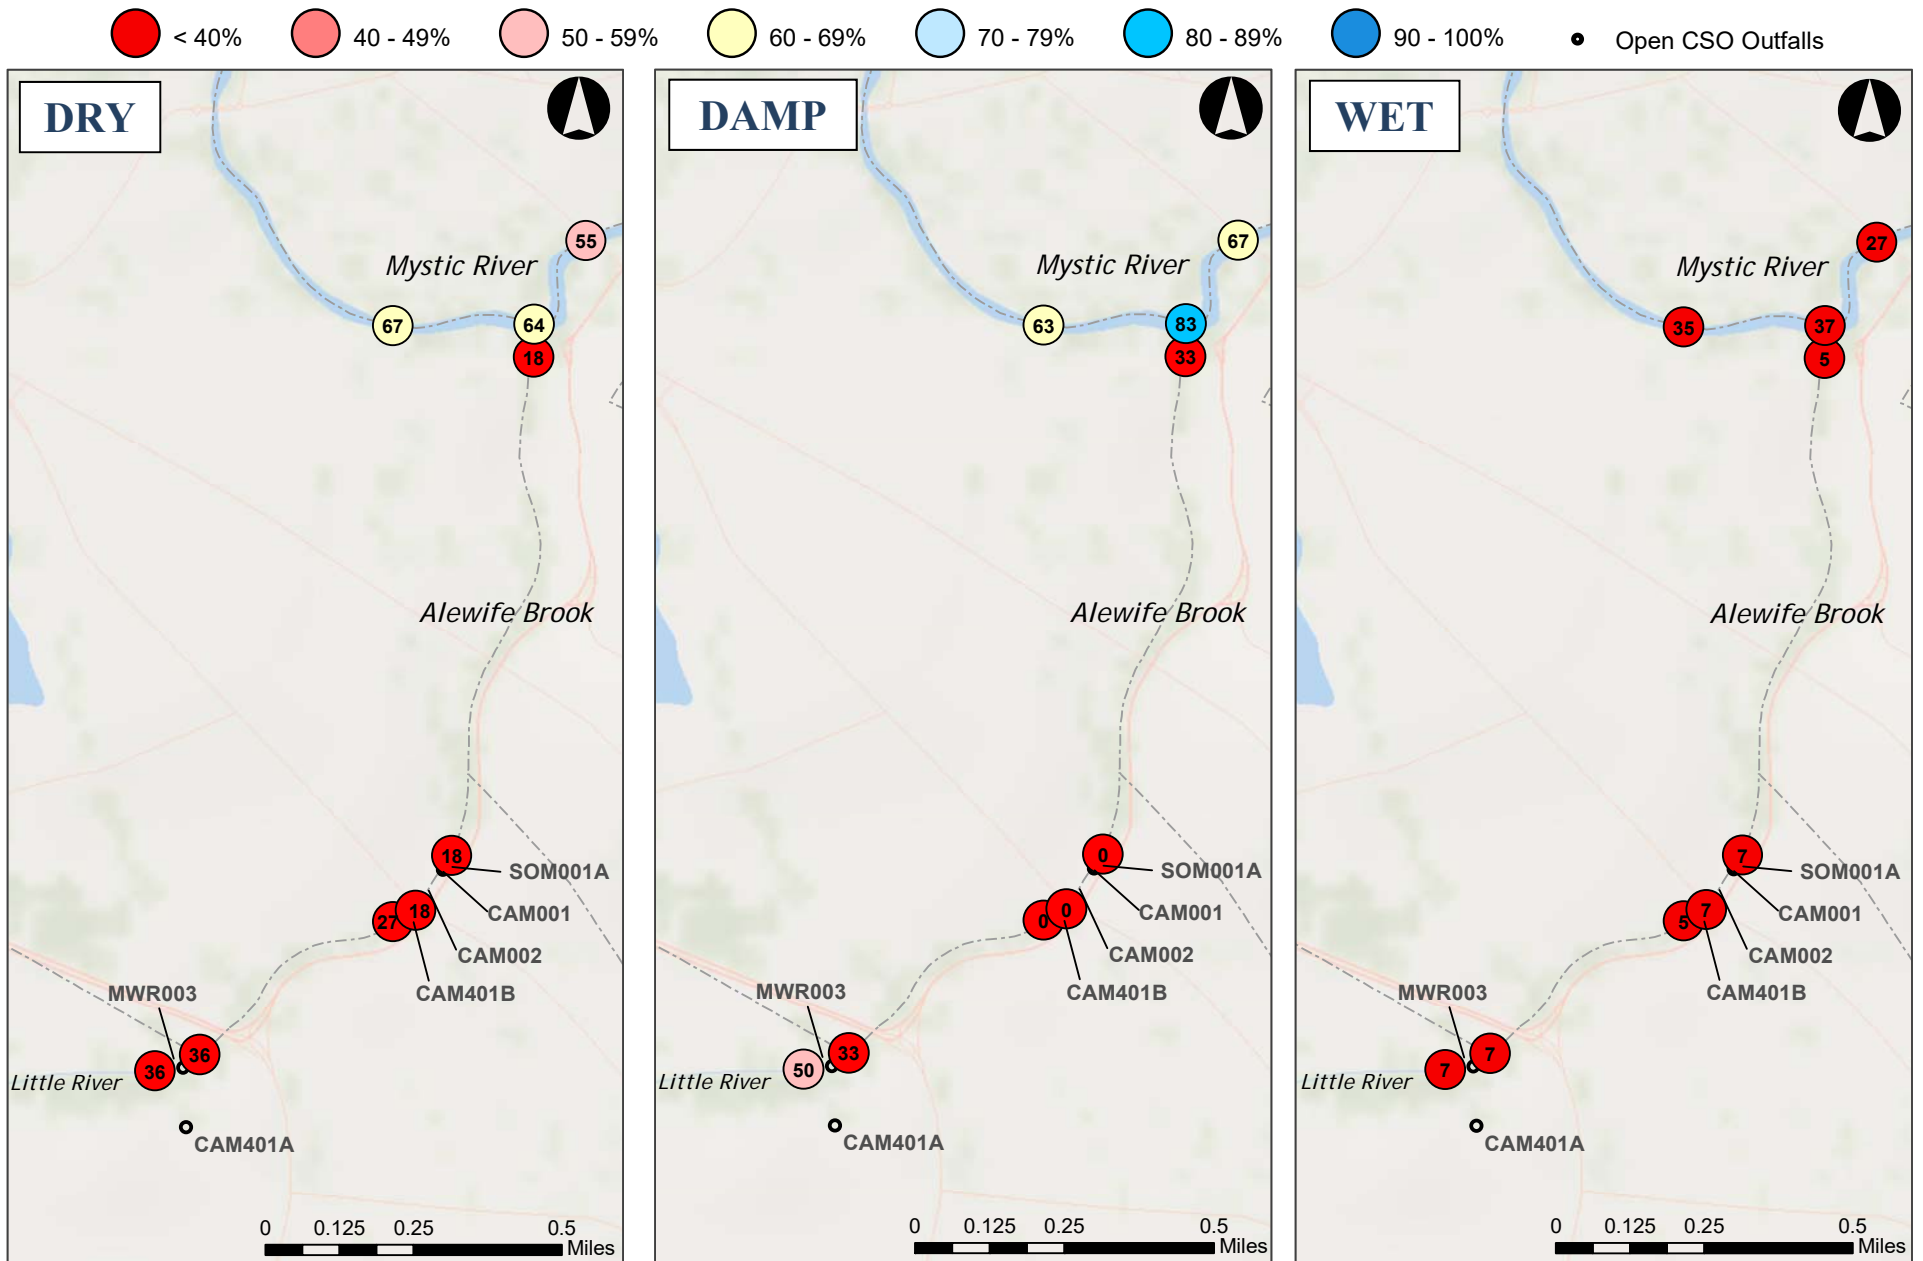 < 40%
40 - 49%
50 - 59%
60 - 69%
70 - 79%
80 - 89%
90 - 100%
Open CSO Outfalls
DRY
55
Mystic River
67
64
18
Alewife Brook
18
SOM001A
27
18
CAM001
CAM002
MWR003
CAM401B
36
36
Little River
CAM401A
0 0.125 0.25 0.5
Miles
DAMP
67
Mystic River
63
83
33
Alewife Brook
0
SOM001A
0
0
CAM001
CAM002
MWR003
CAM401B
33
50
Little River
CAM401A
0 0.125 0.25 0.5
Miles
WET
27
Mystic River
35
37
5
Alewife Brook
7
SOM001A
5
7
CAM001
CAM002
MWR003
CAM401B
7
7
Little River
CAM401A
0 0.125 0.25 0.5
Miles